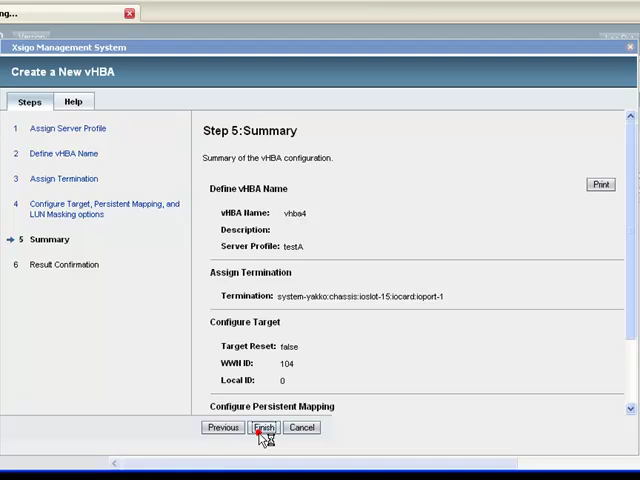 ng...
Xsigo Management System
Create a New vHBA
Steps
Help
1 Assign Server Profile
2 Define vHBA Name
3 Assign Termination
4 Configure Target, Persistent Mapping, and
LUN Masking options
5 Summary
6 Result Confirmation
Step 5:Summary
Summary of the vHBA configuration.
Print
Define vHBA Name
vHBA Name: vhba4
Description:
Server Profile: testA
Assign Termination
Termination: system-yakko:chassis:ioslot-15:iocard:ioport-1
Configure Target
Target Reset: false
WWN ID: 104
Local ID: 0
Configure Persistent Mapping
Previous
Finish
Cancel